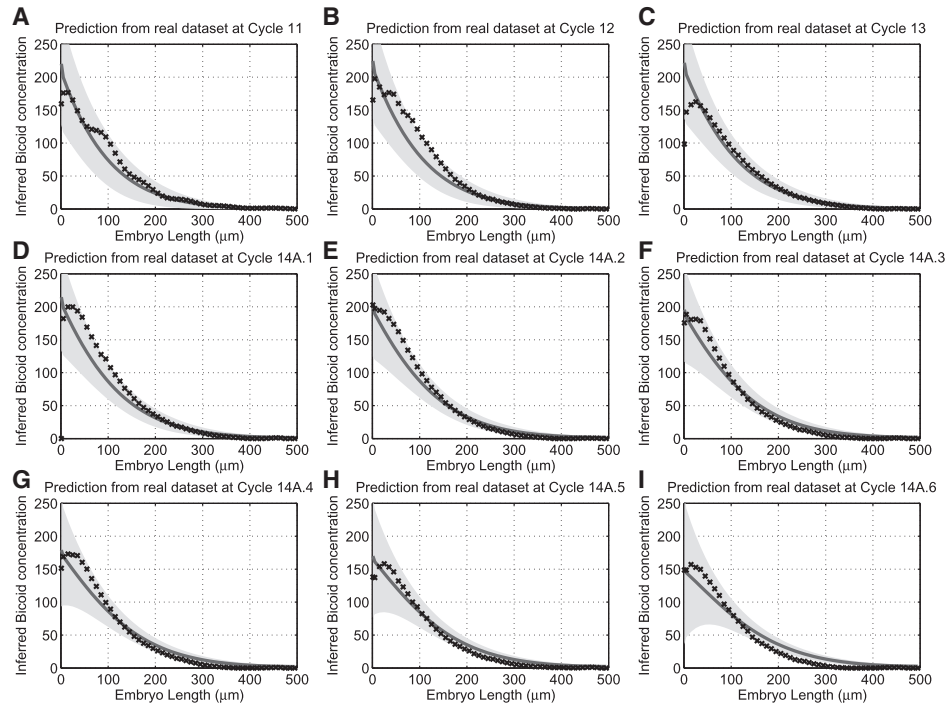 A
Prediction from real dataset at Cycle 11
Inferred Bicoid concentration
250
200
150
100
50
0
0 100 200 300 400 500
Embryo Length (μm)
B
Prediction from real dataset at Cycle 12
Inferred Bicoid concentration
250
200
150
100
50
0
0 100 200 300 400 500
Embryo Length (μm)
C
Prediction from real dataset at Cycle 13
Inferred Bicoid concentration
250
200
150
100
50
0
0 100 200 300 400 500
Embryo Length (μm)
D
Prediction from real dataset at Cycle 14A.1
Inferred Bicoid concentration
250
200
150
100
50
0
0 100 200 300 400 500
Embryo Length (μm)
E
Prediction from real dataset at Cycle 14A.2
Inferred Bicoid concentration
250
200
150
100
50
0
0 100 200 300 400 500
Embryo Length (μm)
F
Prediction from real dataset at Cycle 14A.3
Inferred Bicoid concentration
250
200
150
100
50
0
0 100 200 300 400 500
Embryo Length (μm)
G
Prediction from real dataset at Cycle 14A.4
Inferred Bicoid concentration
250
200
150
100
50
0
0 100 200 300 400 500
Embryo Length (μm)
H
Prediction from real dataset at Cycle 14A.5
Inferred Bicoid concentration
250
200
150
100
50
0
0 100 200 300 400 500
Embryo Length (μm)
I
Prediction from real dataset at Cycle 14A.6
Inferred Bicoid concentration
250
200
150
100
50
0
0 100 200 300 400 500
Embryo Length (μm)